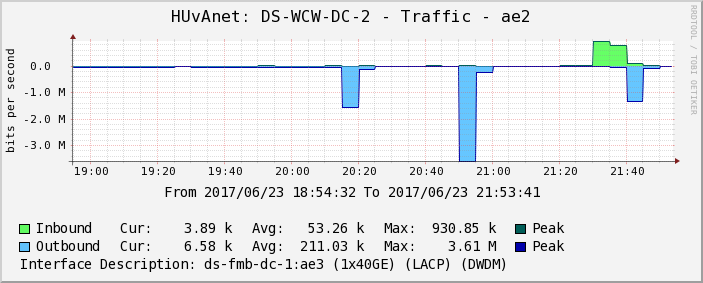 HUvAnet: DS-WCW-DC-2 - Traffic - ae2
RRDTOOL / TOBI OETIKER
bits per second
0.0
-1.0 M
-2.0 M
-3.0 M
19:00 19:20 19:40 20:00 20:20 20:40 21:00 21:20 21:40
From 2017/06/23 18:54:32 To 2017/06/23 21:53:41
Inbound Cur: 3.89 k Avg: 53.26 k Max: 930.85 k Peak
Outbound Cur: 6.58 k Avg: 211.03 k Max: 3.61 M Peak
Interface Description: ds-fmb-dc-1:ae3 (1x40GE) (LACP) (DWDM)